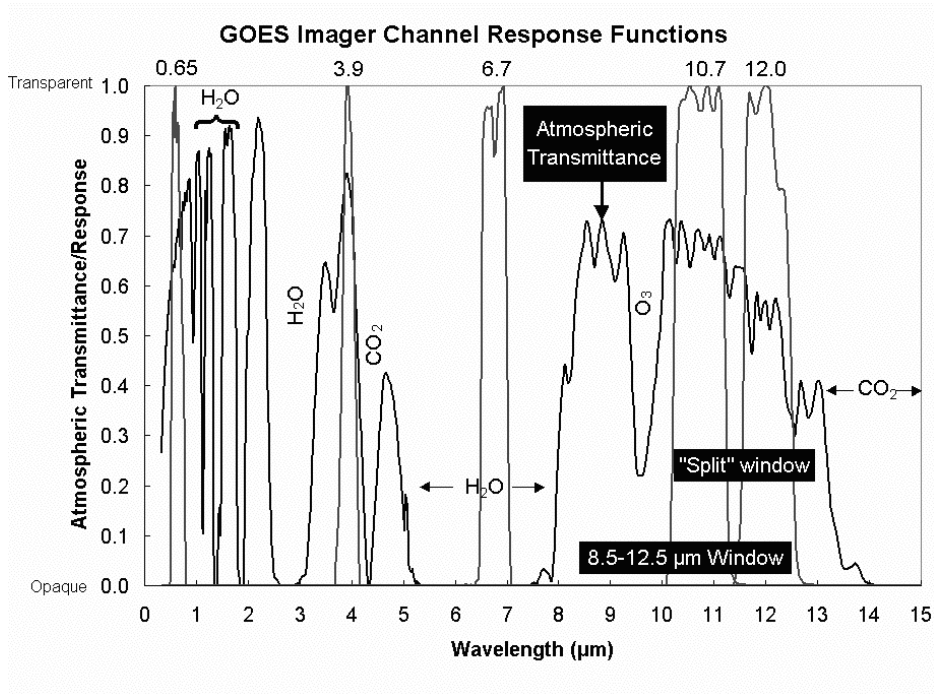 GOES Imager Channel Response Functions
0.65 3.9 6.7 10.7 12.0
Transparent
Opaque
Atmospheric Transmittance/Response
1.0
0.9
0.8
0.7
0.6
0.5
0.4
0.3
0.2
0.1
0.0
H₂O
H₂O
CO₂
H₂O
Atmospheric
Transmittance
O₃
CO₂
"Split" window
8.5-12.5 µm Window
0 1 2 3 4 5 6 7 8 9 10 11 12 13 14 15
Wavelength (µm)